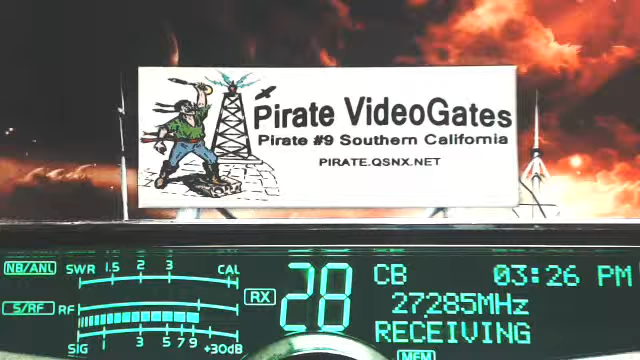 Pirate VideoGates
Pirate #9 Southern California
PIRATE.QSNX.NET
NB/ANL SWR 1.5 2 3 CAL
CB 03:26 PM
RX 28
S/RF RF
27285MHz
3 5 7 9 +30dB
SIG
RECEIVING
MEM